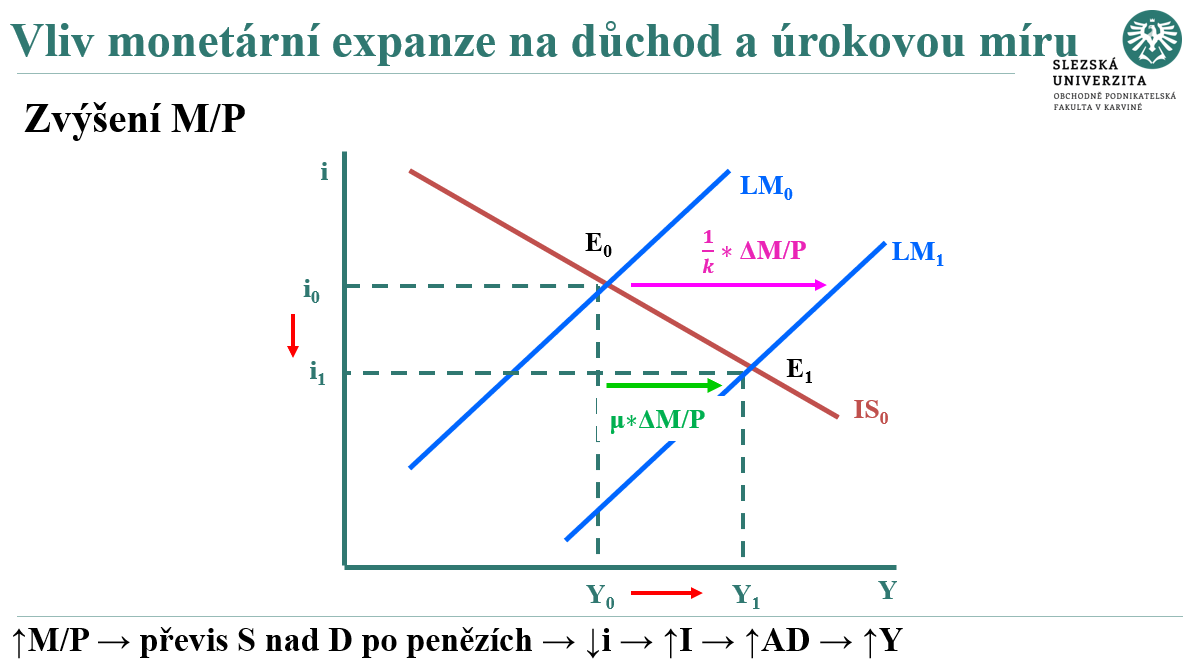 Vliv monetární expanze na důchod a úrokovou míru
SLEZSKÁ
UNIVERZITA
OBCHODNĚ PODNIKATELSKÁ
FAKULTA V KARVINÉ
Zvýšení M/P
i
LM₀
E₀
1/k * ΔM/P
LM₁
i₀
i₁
E₁
μ*ΔM/P
IS₀
Y₀
Y₁
Y
↑M/P → převis S nad D po penězích → ↓i → ↑I → ↑AD → ↑Y